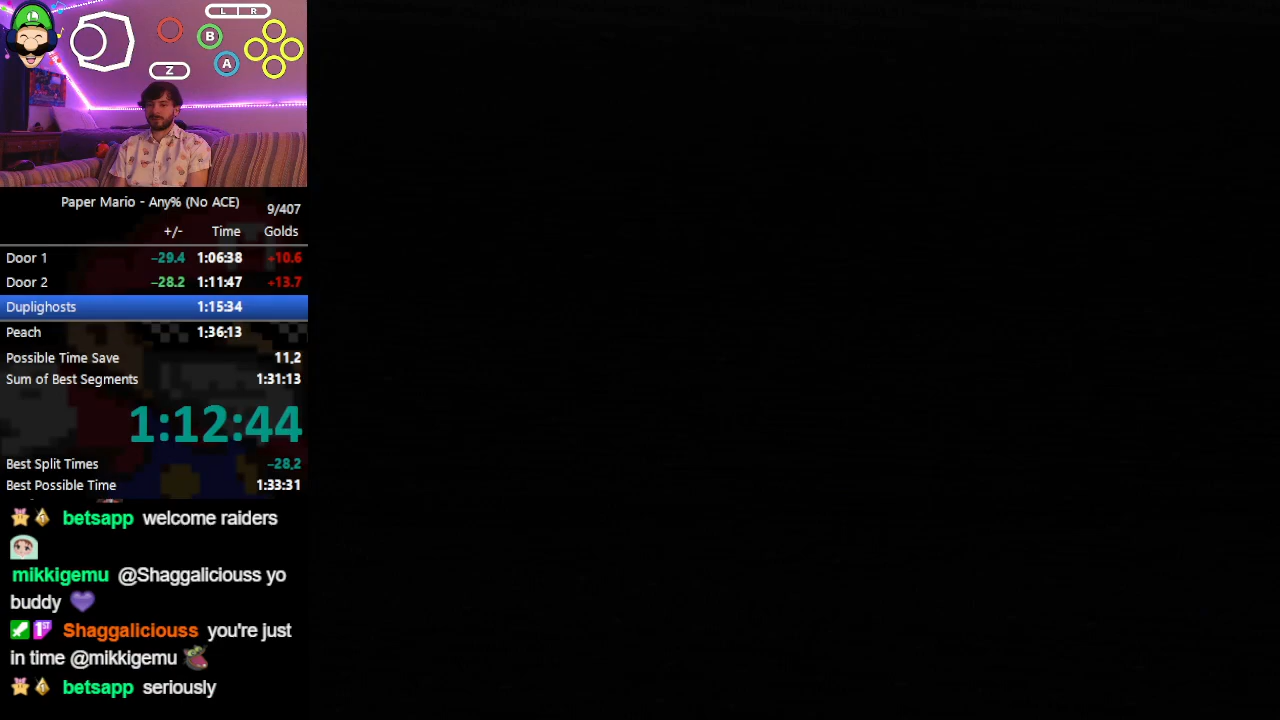 L R
B
A
Z
Paper Mario - Any% (No ACE)
9/407
+/- Time Golds
Door 1 −29.4 1:06:38 +10.6
Door 2 −28.2 1:11:47 +13.7
Duplighosts 1:15:34
Peach 1:36:13
Possible Time Save 11.2
Sum of Best Segments 1:31:13
1:12:44
Best Split Times −28.2
Best Possible Time 1:33:31
betsapp welcome raiders
mikkigemu @Shaggaliciouss yo
buddy
1ST Shaggaliciouss you're just
in time @mikkigemu
betsapp seriously